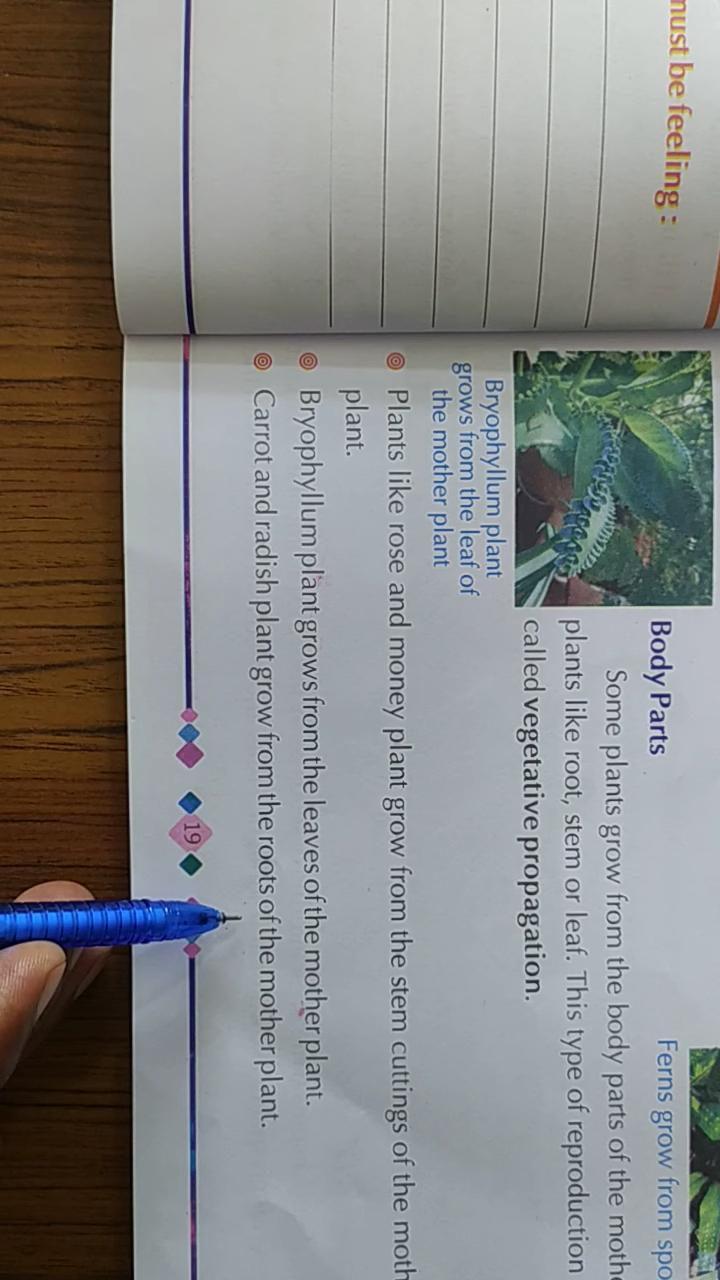 must be feeling :
Ferns grow from
Body Parts
Some plants grow from the body parts of the
plants like root, stem or leaf. This type of reproduction
called vegetative propagation.
Bryophyllum plant
grows from the leaf of
the mother plant
Plants like rose and money plant grow from the stem cuttings of the
plant.
Bryophyllum plant grows from the leaves of the mother plant.
Carrot and radish plant grow from the roots of the mother plant.
19